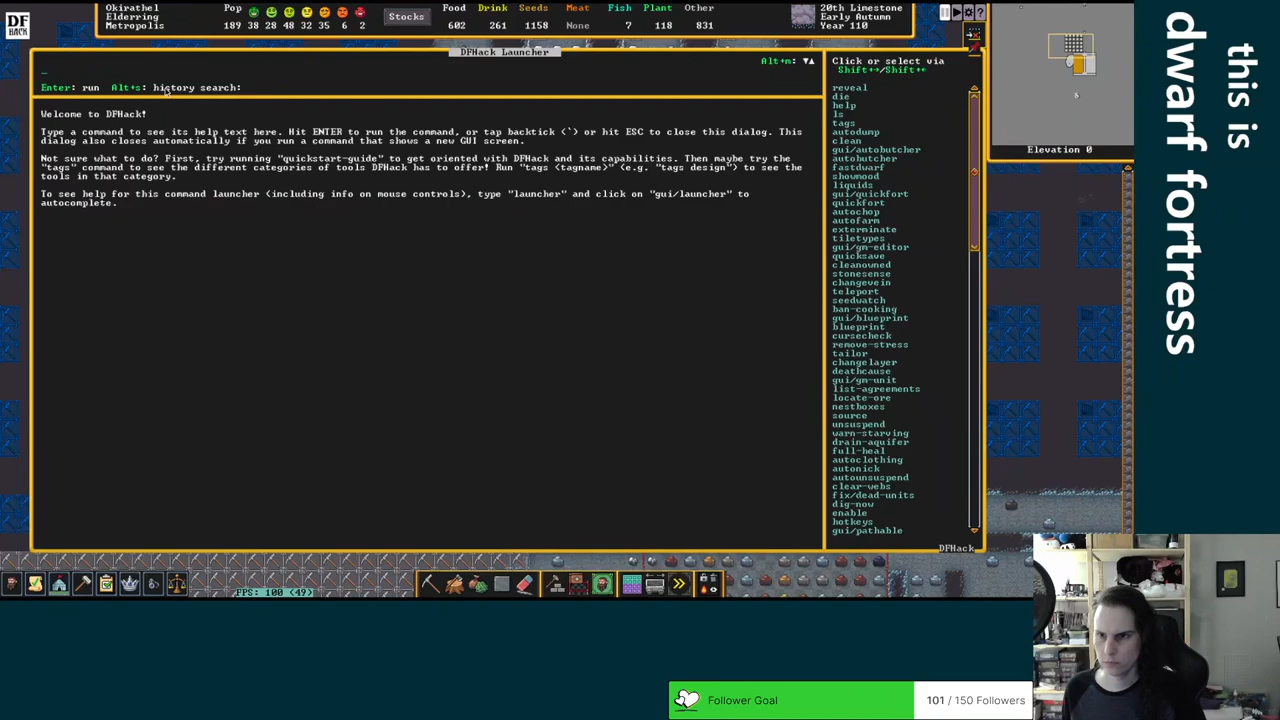 DF
HACK
Okirathel
Elderring
Metropolis
Pop
189 38 28 48 32 35 6 2
Stocks
Food Drink Seeds Meat Fish Plant Other
602 261 1158 7 118 831
20th Limestone
Early Autumn
Year 110
Elevation 0
DFHack Launcher
Alt+m: ▼▲
_
Enter: run Alt+s: history search:
Welcome to DFHack!
Type a command to see its help text here. Hit ENTER to run the command, or tap backtick (`) or hit ESC to close this dialog. This
dialog also closes automatically if you run a command that shows a new GUI screen.
Not sure what to do? First, try running "quickstart-guide" to get oriented with DFHack and its capabilities. Then maybe try the
"tags" command to see the different categories of tools DFHack has to offer! Run "tags <tagname>" (e.g. "tags design") to see the
tools in that category.
To see help for this command launcher (including info on mouse controls), type "launcher" and click on "gui/launcher" to
autocomplete.
Click or select via
Shift+→/Shift+←
reveal
die
help
ls
tags
autodump
clean
gui/autobutcher
autobutcher
fastdwarf
showmood
liquids
gui/quickfort
quickfort
autochop
autofarm
exterminate
tiletypes
gui/gm-editor
quicksave
cleanowned
stonesense
changevein
teleport
seedwatch
ban-cooking
gui/blueprint
blueprint
cursecheck
remove-stress
tailor
changelayer
deathcause
gui/gm-unit
list-agreements
locate-ore
nestboxes
source
unsuspend
warn-starving
drain-aquifer
full-heal
autoclothing
autonick
autounsuspend
clear-webs
fix/dead-units
dig-now
enable
hotkeys
gui/pathable
DFHack
FPS: 100 (49)
this is
dwarf fortress
Follower Goal
101 / 150 Followers